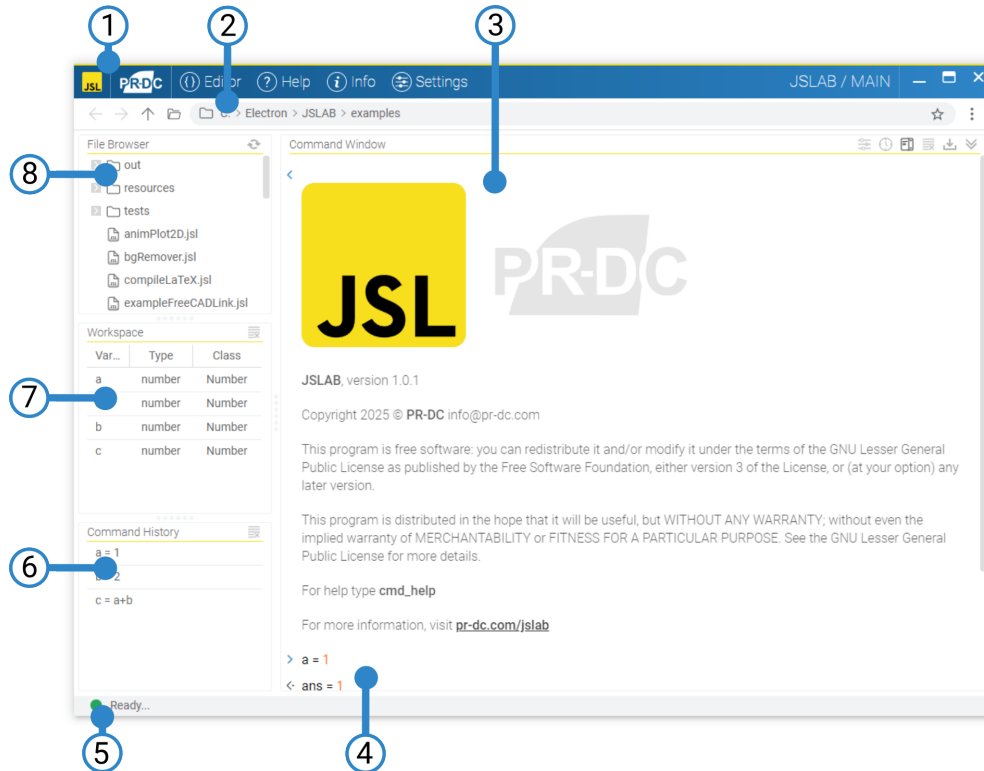 1
2
3
JSL PR-DC Editor Help Info Settings JSLAB / MAIN
> Electron > JSLAB > examples
File Browser
Command Window
8
out
resources
tests
animPlot2D.jsl
bgRemover.jsl
compileLaTeX.jsl
exampleFreeCADLink.jsl
JSL
PR-DC
Workspace
Var... Type Class
a number Number
7
number Number
b number Number
c number Number
JSLAB, version 1.0.1
Copyright 2025 © PR-DC info@pr-dc.com
This program is free software: you can redistribute it and/or modify it under the terms of the GNU Lesser General
Public License as published by the Free Software Foundation, either version 3 of the License, or (at your option) any
later version.
This program is distributed in the hope that it will be useful, but WITHOUT ANY WARRANTY; without even the
implied warranty of MERCHANTABILITY or FITNESS FOR A PARTICULAR PURPOSE. See the GNU Lesser General
Public License for more details.
For help type cmd_help
For more information, visit pr-dc.com/jslab
> a = 1
ans = 1
Command History
a = 1
6
2
c = a+b
Ready...
5
4